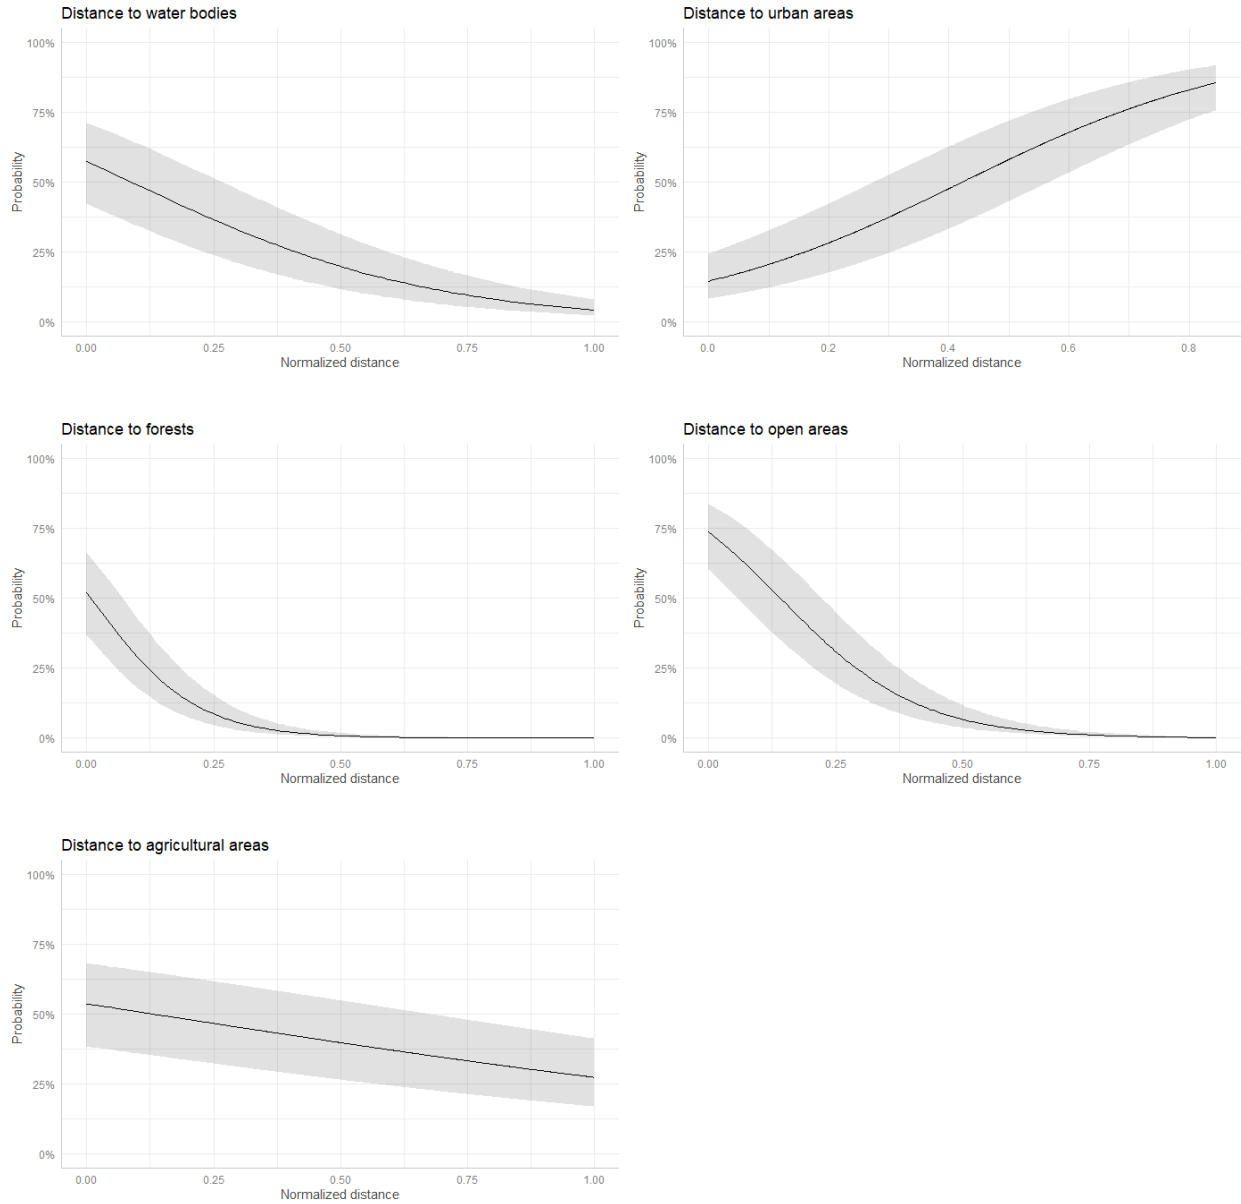 Distance to water bodies
100%
75%
50%
25%
0%
Probability
0.00 0.25 0.50 0.75 1.00
Normalized distance
Distance to urban areas
100%
75%
50%
25%
0%
Probability
0.0 0.2 0.4 0.6 0.8
Normalized distance
Distance to forests
100%
75%
50%
25%
0%
Probability
0.00 0.25 0.50 0.75 1.00
Normalized distance
Distance to open areas
100%
75%
50%
25%
0%
Probability
0.00 0.25 0.50 0.75 1.00
Normalized distance
Distance to agricultural areas
100%
75%
50%
25%
0%
Probability
0.00 0.25 0.50 0.75 1.00
Normalized distance